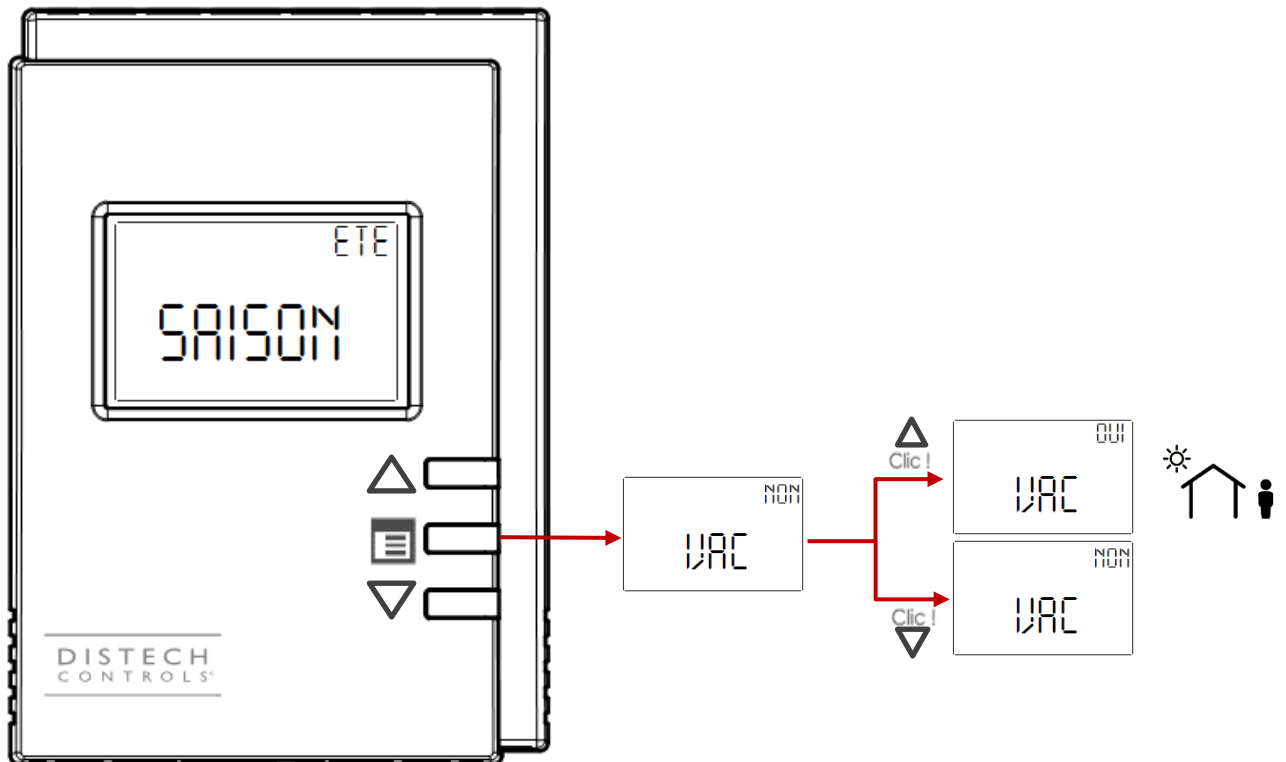 ETE
SAISON
DISTECH
CONTROLS
NON
VAC
Clic !
OUI
VAC
Clic !
NON
VAC